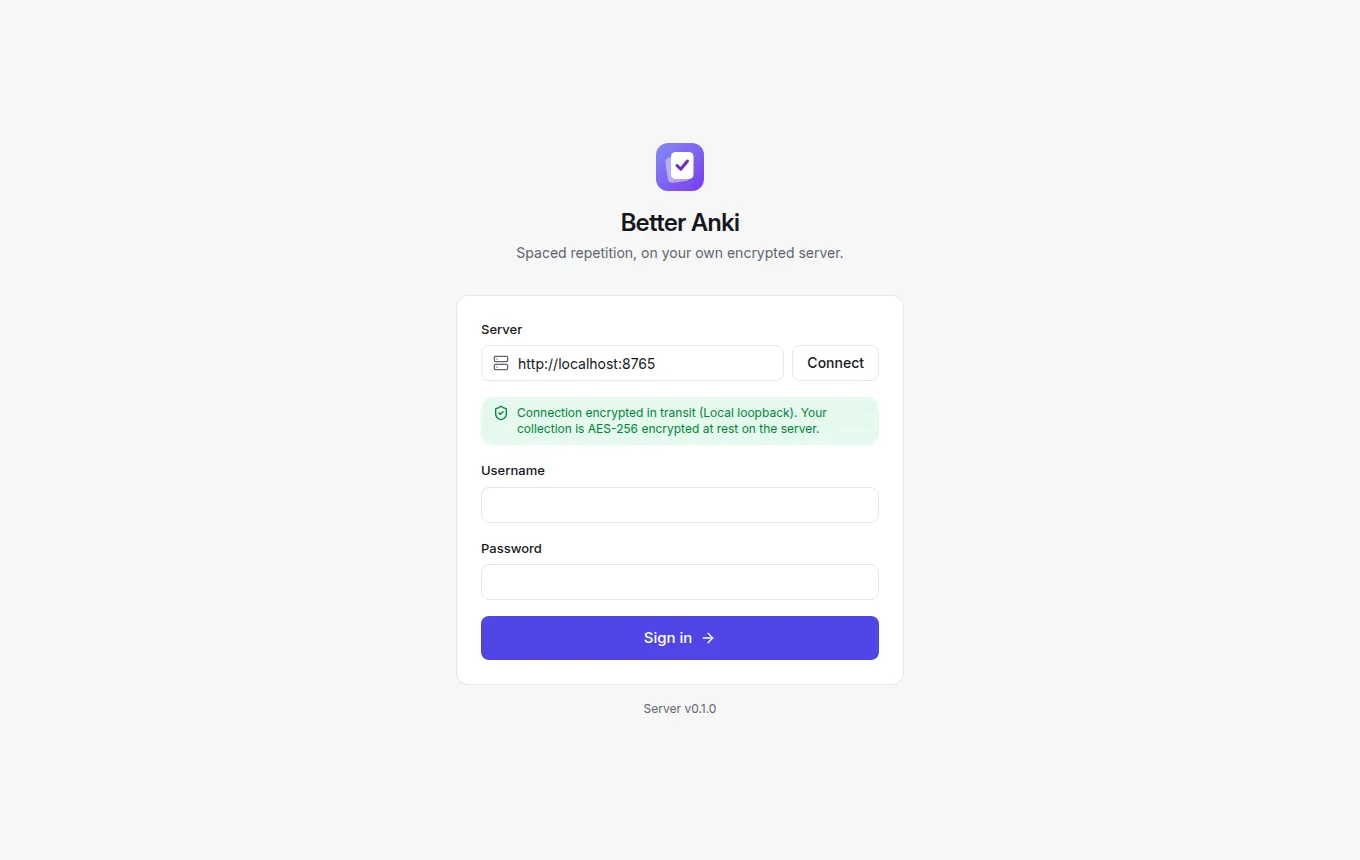 Better Anki
Spaced repetition, on your own encrypted server.
Server
http://localhost:8765
Connect
Connection encrypted in transit (Local loopback). Your
collection is AES-256 encrypted at rest on the server.
Username
Password
Sign in →
Server v0.1.0